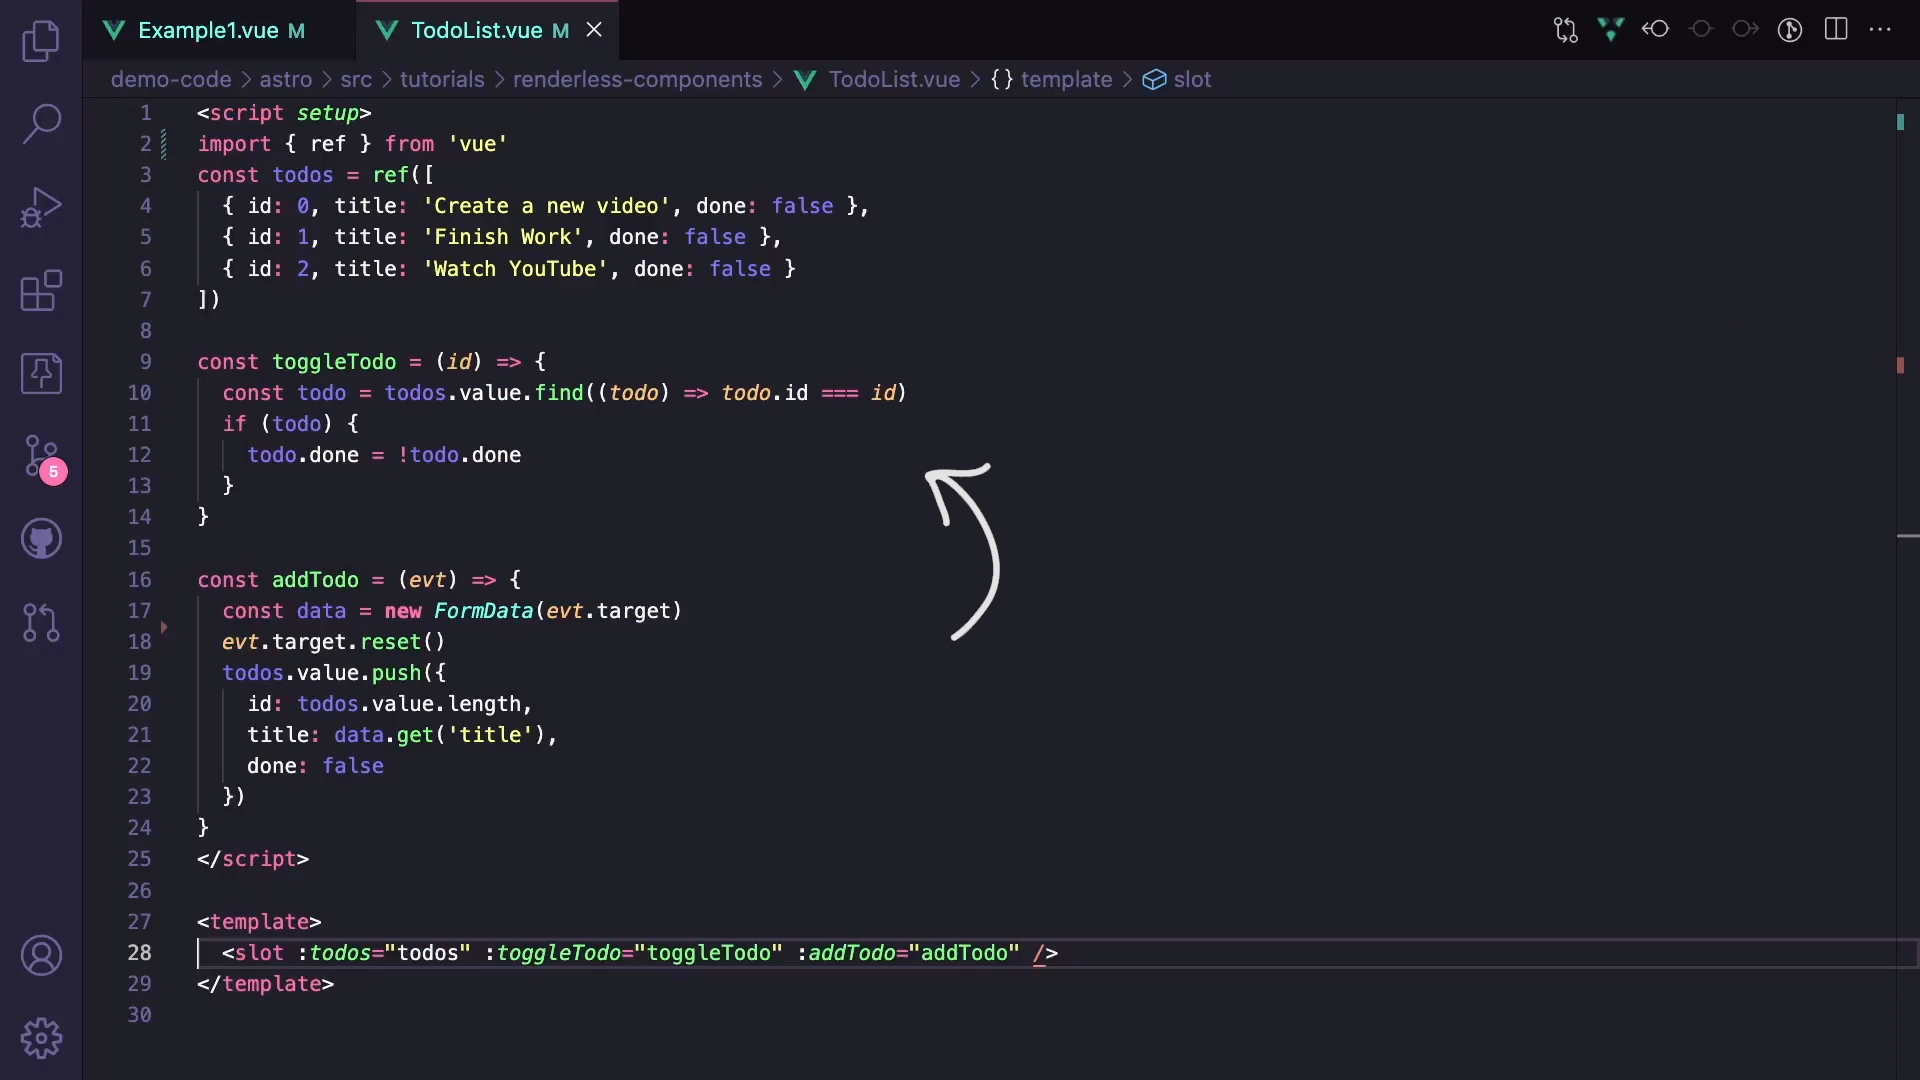 Example1.vue M
TodoList.vue M
demo-code > astro > src > tutorials > renderless-components > TodoList.vue > {} template > slot
1 <script setup>
2 import { ref } from 'vue'
3 const todos = ref([
4 { id: 0, title: 'Create a new video', done: false },
5 { id: 1, title: 'Finish Work', done: false },
6 { id: 2, title: 'Watch YouTube', done: false }
7 ])
8
9 const toggleTodo = (id) => {
10 const todo = todos.value.find((todo) => todo.id === id)
11 if (todo) {
12 todo.done = !todo.done
13 }
14 }
15
16 const addTodo = (evt) => {
17 const data = new FormData(evt.target)
18 evt.target.reset()
19 todos.value.push({
20 id: todos.value.length,
21 title: data.get('title'),
22 done: false
23 })
24 }
25 </script>
26
27 <template>
28 <slot :todos="todos" :toggleTodo="toggleTodo" :addTodo="addTodo" />
29 </template>
30
5